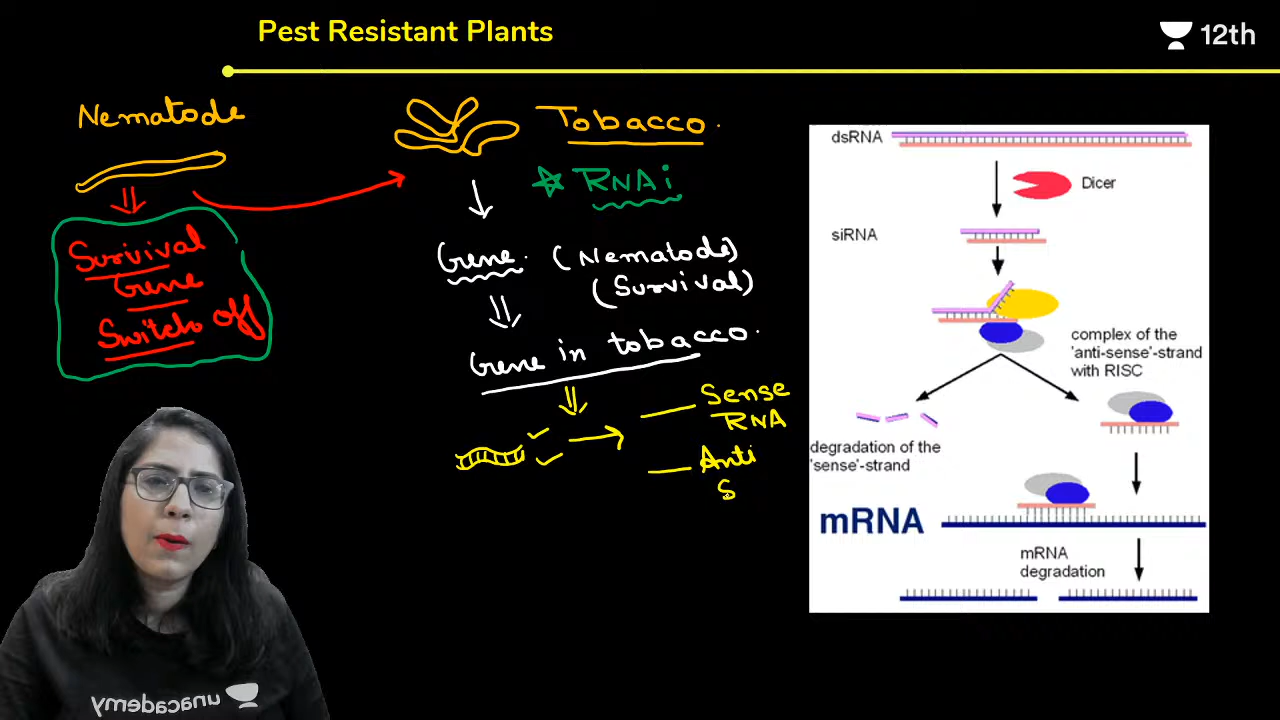 Pest Resistant Plants
12th
Nematode
Survival
Gene
Switch off
Tobacco.
RNAi
Gene. (Nematode)
(Survival)
Gene in tobacco.
Sense
RNA
Anti
S
dsRNA
Dicer
siRNA
complex of the
'anti-sense'-strand
with RISC
degradation of the
'sense'-strand
mRNA
mRNA
degradation
unacademy